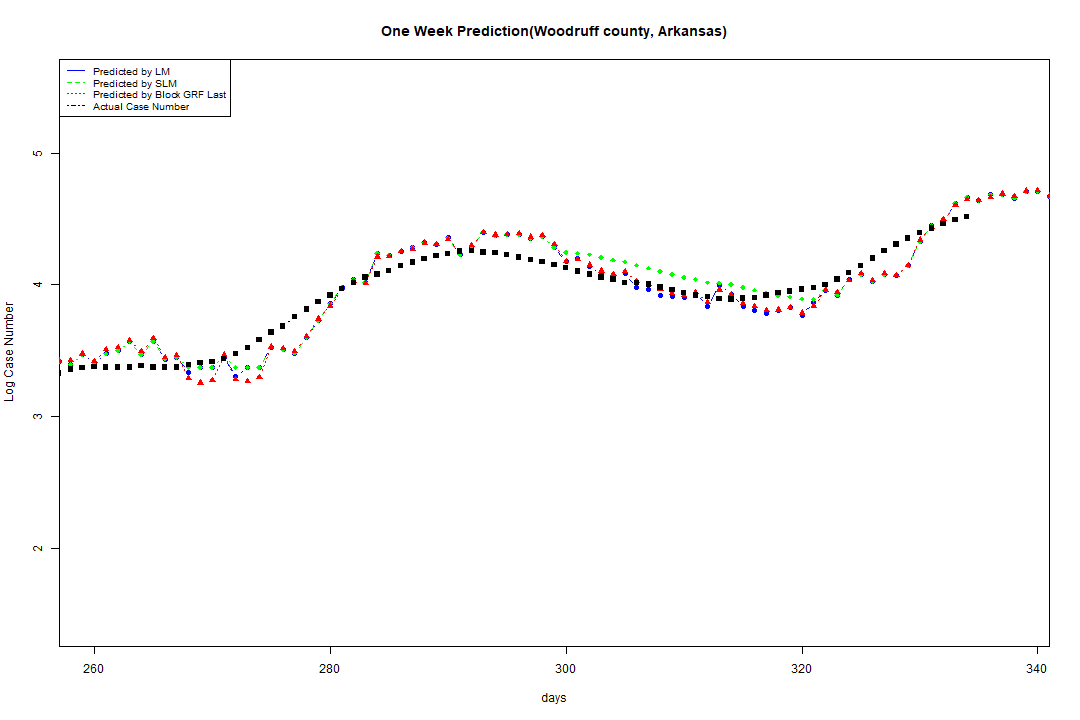 One Week Prediction(Woodruff county, Arkansas)
Predicted by LM
Predicted by SLM
Predicted by Block GRF Last
Actual Case Number
5
4
3
2
Log Case Number
260 280 300 320 340
days